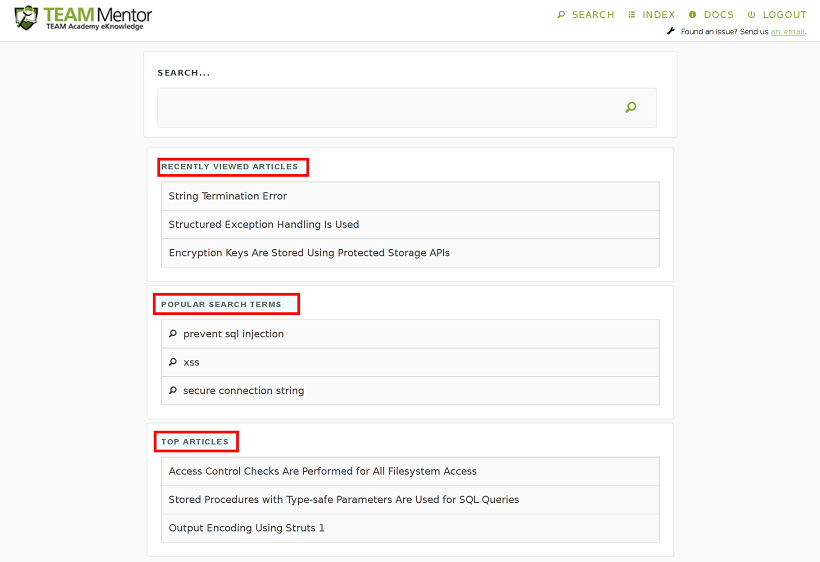 TEAM Mentor
TEAM Academy eKnowledge
SEARCH INDEX DOCS LOGOUT
Found an issue? Send us an email.
SEARCH...
RECENTLY VIEWED ARTICLES
String Termination Error
Structured Exception Handling Is Used
Encryption Keys Are Stored Using Protected Storage APIs
POPULAR SEARCH TERMS
prevent sql injection
xss
secure connection string
TOP ARTICLES
Access Control Checks Are Performed for All Filesystem Access
Stored Procedures with Type-safe Parameters Are Used for SQL Queries
Output Encoding Using Struts 1